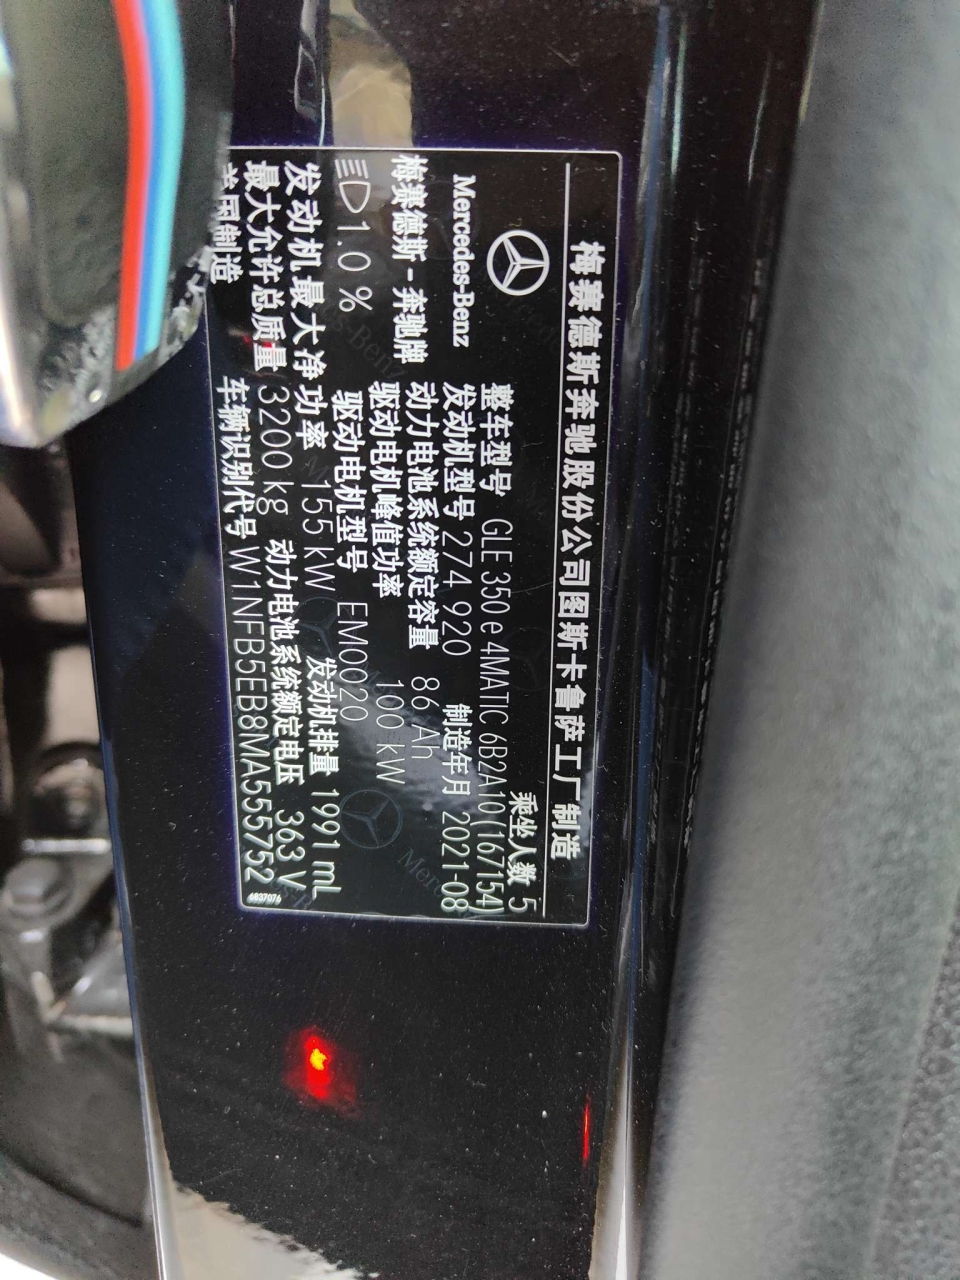 梅赛德斯奔驰股份公司图斯卡鲁萨工厂制造
乘坐人数 5
Mercedes-Benz
整车型号 GLE 350 e 4MATIC 6B2A10 (167154)
发动机型号 274 920 制造年月 2021-08
梅赛德斯-奔驰牌 动力电池系统额定容量 86 Ah
驱动电机峰值功率 100 kW
1.0 % 驱动电机型号 EM0020
发动机最大净功率 155 kW 发动机排量 1991 mL
最大允许总质量 3200 kg 动力电池系统额定电压 363 V
美国制造 车辆识别代号 W1NFB5EB8MA555752
6837076